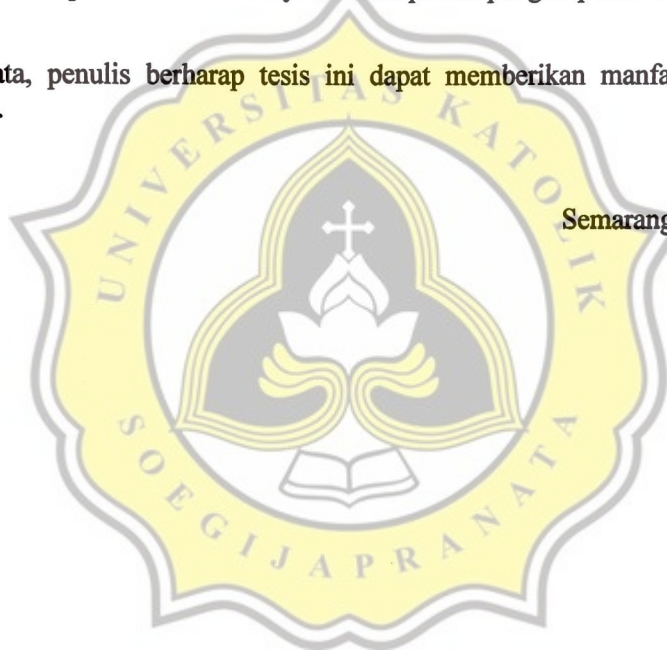 ata, penulis berharap tesis ini dapat memberikan manfa
Semarang
UNIVERSITAS KATOLIK
SOEGIJAPRANATA